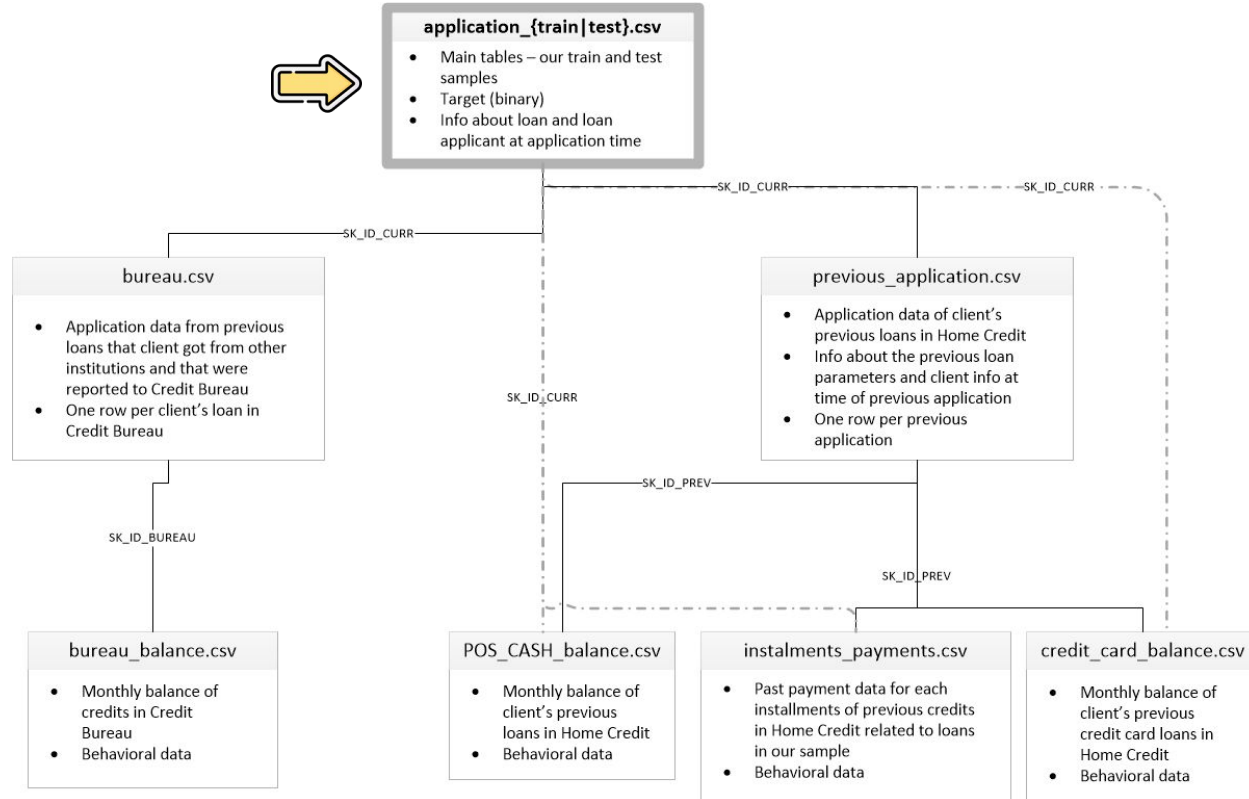 application_{train|test}.csv
• Main tables – our train and test
samples
• Target (binary)
• Info about loan and loan
applicant at application time
SK_ID_CURR
SK_ID_CURR
SK_ID_CURR
bureau.csv
• Application data from previous
loans that client got from other
institutions and that were
reported to Credit Bureau
• One row per client's loan in
Credit Bureau
previous_application.csv
• Application data of client's
previous loans in Home Credit
• Info about the previous loan
parameters and client info at
time of previous application
• One row per previous
application
SK_ID_CURR
SK_ID_PREV
SK_ID_BUREAU
SK_ID_PREV
bureau_balance.csv
• Monthly balance of
credits in Credit
Bureau
• Behavioral data
POS_CASH_balance.csv
• Monthly balance of
client's previous
loans in Home Credit
• Behavioral data
instalments_payments.csv
• Past payment data for each
installments of previous credits
in Home Credit related to loans
in our sample
• Behavioral data
credit_card_balance.csv
• Monthly balance of
client's previous
credit card loans in
Home Credit
• Behavioral data